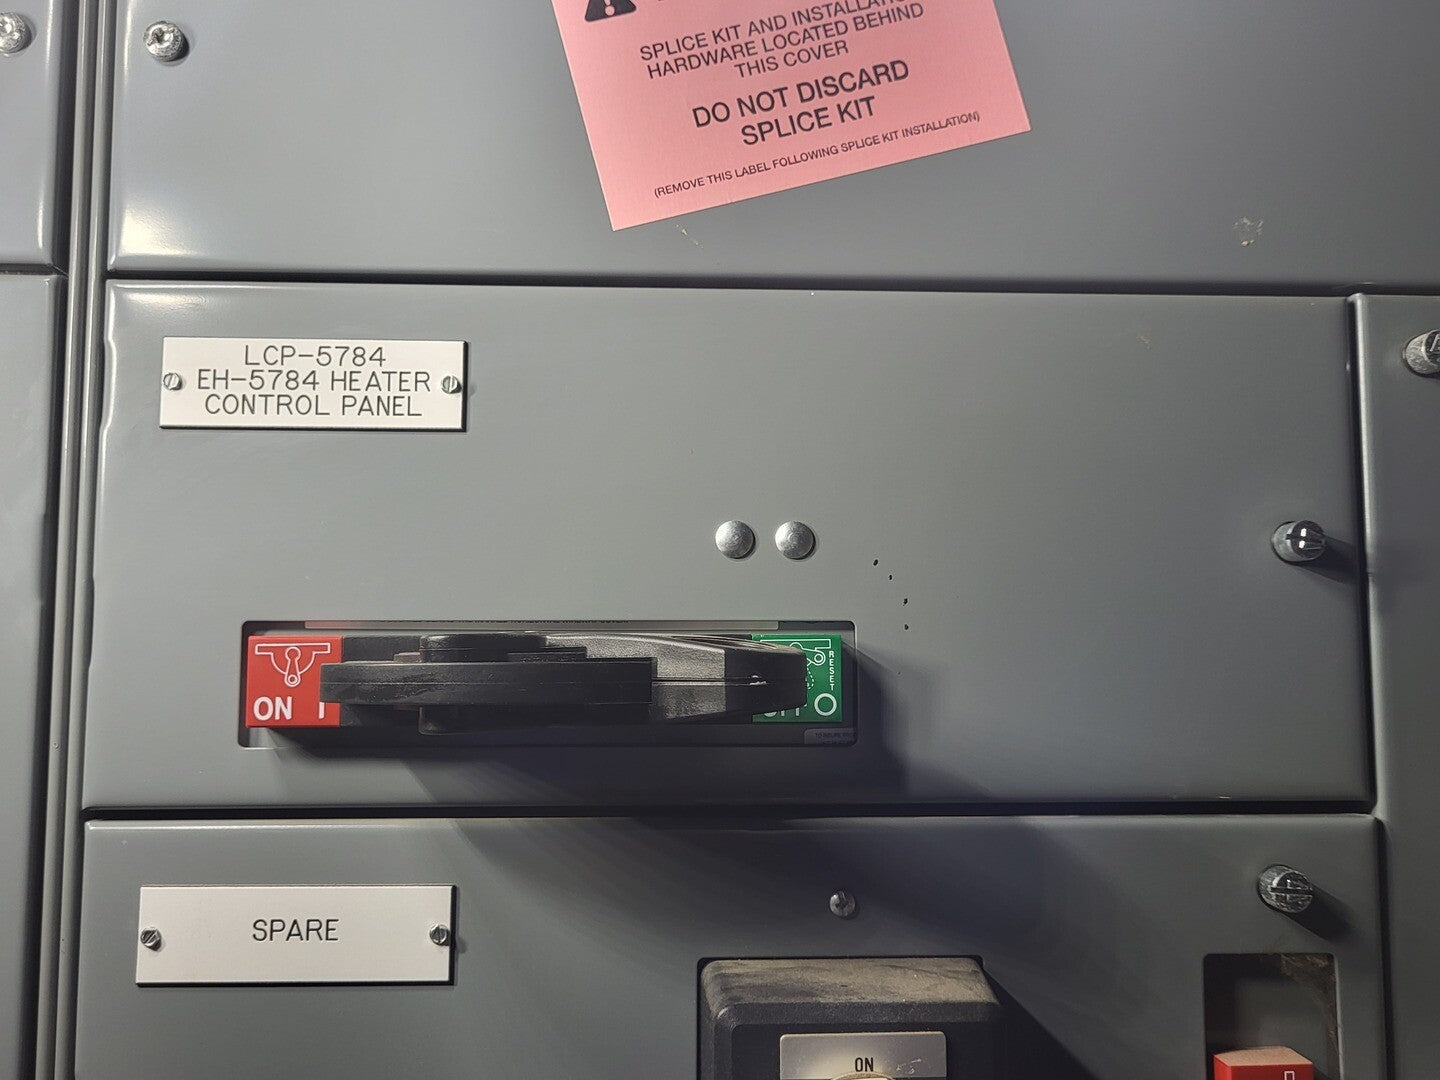 SPLICE KIT AND INSTALLATION
HARDWARE LOCATED BEHIND
THIS COVER
DO NOT DISCARD
SPLICE KIT
(REMOVE THIS LABEL FOLLOWING SPLICE KIT INSTALLATION)
LCP-5784
EH-5784 HEATER
CONTROL PANEL
RESET
ON I
OFF O
SPARE
ON